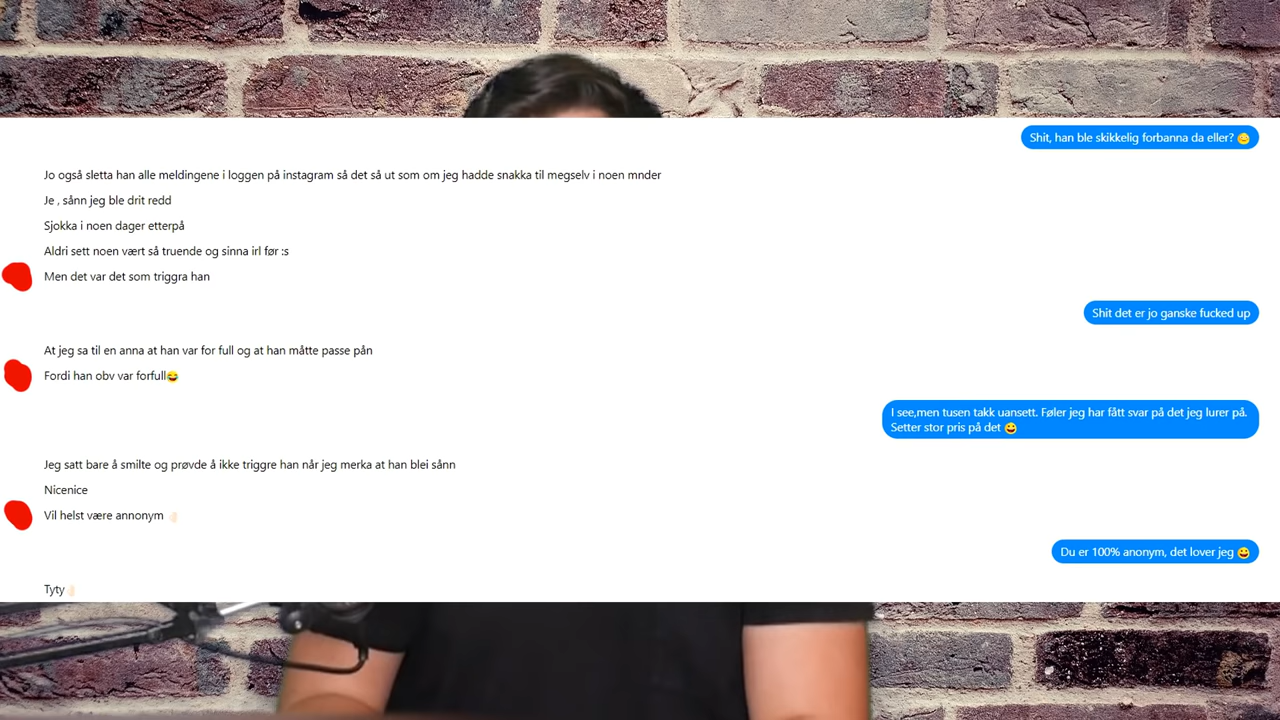 Shit, han ble skikkelig forbanna da eller? 😅
Jo også sletta han alle meldingene i loggen på instagram så det så ut som om jeg hadde snakka til megselv i noen mnder
Je , sånn jeg ble drit redd
Sjokka i noen dager etterpå
Aldri sett noen vært så truende og sinna irl før :s
Men det var det som triggra han
Shit det er jo ganske fucked up
At jeg sa til en anna at han var for full og at han måtte passe pån
Fordi han obv var forfull😂
I see,men tusen takk uansett. Føler jeg har fått svar på det jeg lurer på.
Setter stor pris på det 😄
Jeg satt bare å smilte og prøvde å ikke triggre han når jeg merka at han blei sånn
Nicenice
Vil helst være annonym
Du er 100% anonym, det lover jeg 😄
Tyty